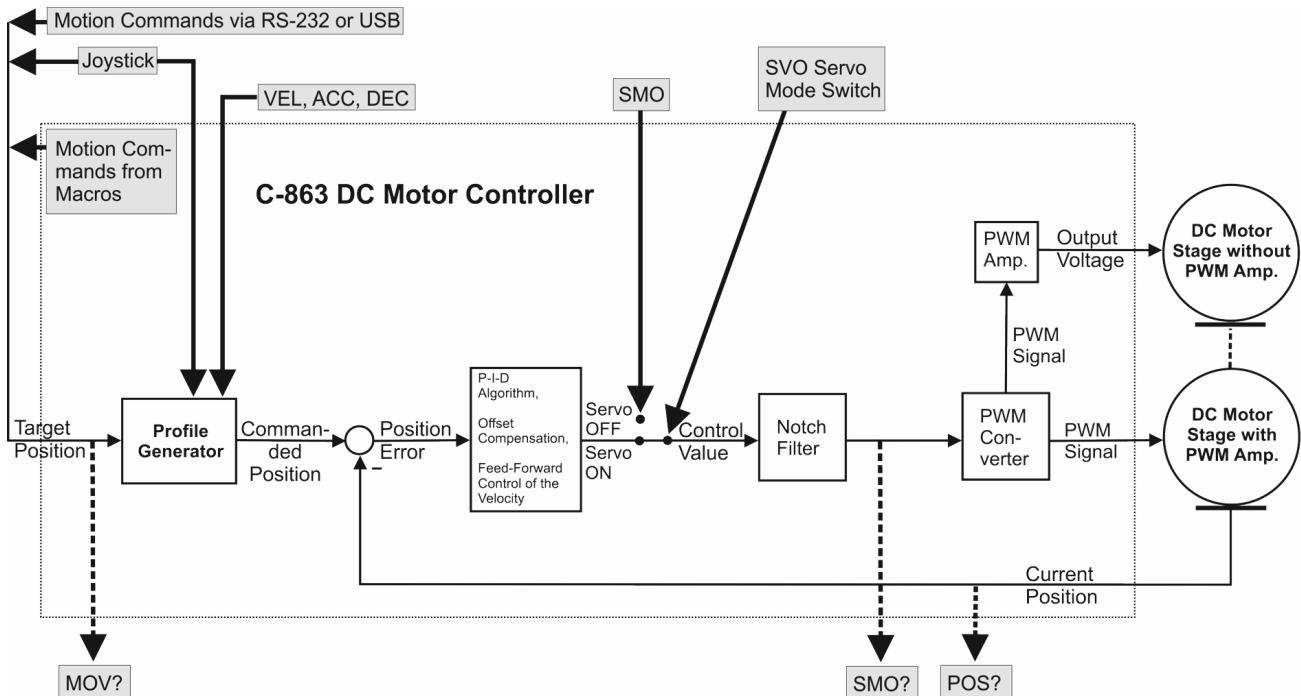 Motion Commands via RS-232 or USB
Joystick
VEL, ACC, DEC
SMO
SVO Servo
Mode Switch
Motion Com-
mands from
Macros
C-863 DC Motor Controller
PWM
Amp.
Output
Voltage
DC Motor
Stage without
PWM Amp.
PWM
Signal
Target
Position
Profile
Generator
Comman-
ded
Position
–
Position
Error
P-I-D
Algorithm,
Offset
Compensation,
Feed-Forward
Control of the
Velocity
Servo
OFF
Servo
ON
Control
Value
Notch
Filter
PWM
Con-
verter
PWM
Signal
DC Motor
Stage with
PWM Amp.
Current
Position
MOV?
SMO?
POS?